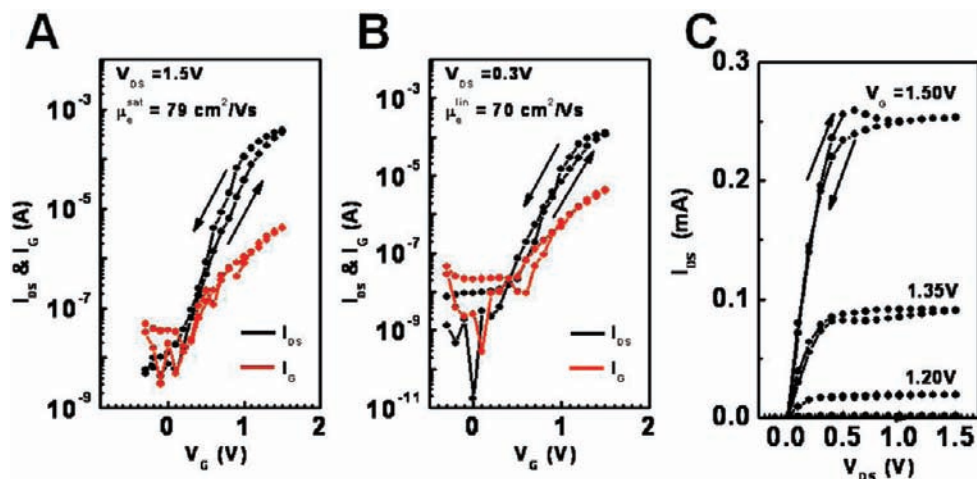 A
V_DS =1.5V
μ_e^sat = 79 cm²/Vs
I_DS & I_G (A)
10⁻³
10⁻⁵
10⁻⁷
10⁻⁹
I_DS
I_G
0
1
2
V_G (V)
B
V_DS =0.3V
μ_e^lin = 70 cm²/Vs
I_DS & I_G (A)
10⁻³
10⁻⁵
10⁻⁷
10⁻⁹
10⁻¹¹
I_DS
I_G
0
1
2
V_G (V)
C
V_G =1.50V
1.35V
1.20V
I_DS (mA)
0.3
0.2
0.1
0.0
0.0 0.5 1.0 1.5
V_DS (V)